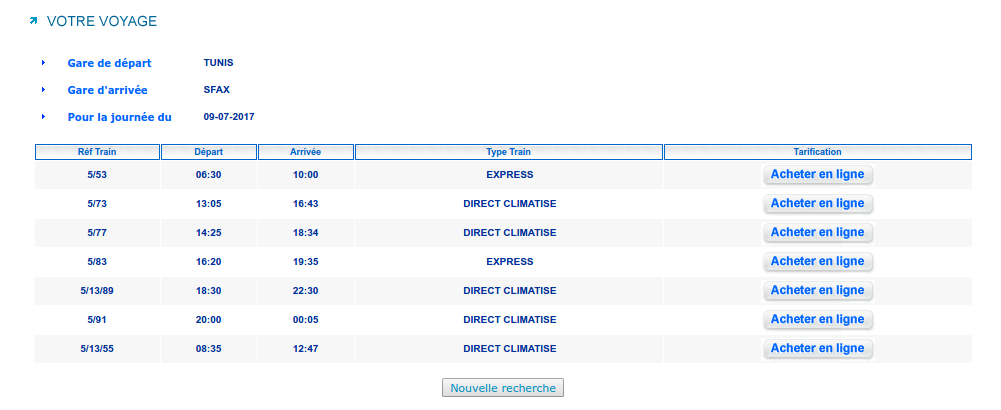 VOTRE VOYAGE
Gare de départ TUNIS
Gare d'arrivée SFAX
Pour la journée du 09-07-2017
Réf Train Départ Arrivée Type Train Tarification
5/53 06:30 10:00 EXPRESS Acheter en ligne
5/73 13:05 16:43 DIRECT CLIMATISE Acheter en ligne
5/77 14:25 18:34 DIRECT CLIMATISE Acheter en ligne
5/83 16:20 19:35 EXPRESS Acheter en ligne
5/13/89 18:30 22:30 DIRECT CLIMATISE Acheter en ligne
5/91 20:00 00:05 DIRECT CLIMATISE Acheter en ligne
5/13/55 08:35 12:47 DIRECT CLIMATISE Acheter en ligne
Nouvelle recherche